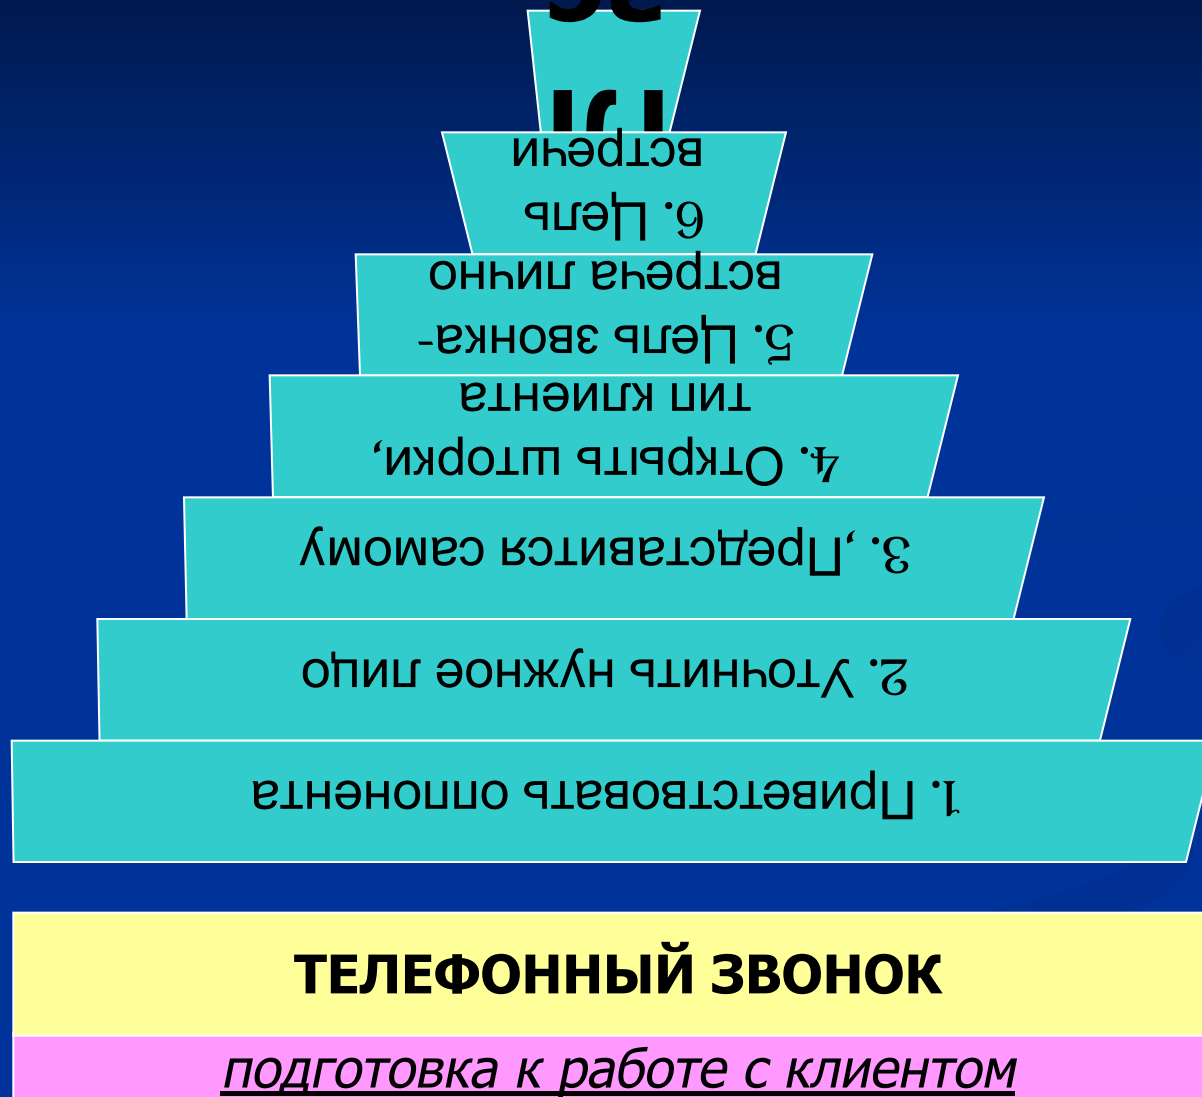 1. Приветствовать оппонента
2. Уточнить нужное лицо
3. ,Представится самому
4. Открыть шторки,
тип клиента
5. Цель звонка-
встреча лично
6. Цель
встречи
ТЕЛЕФОННЫЙ ЗВОНОК
подготовка к работе с клиентом